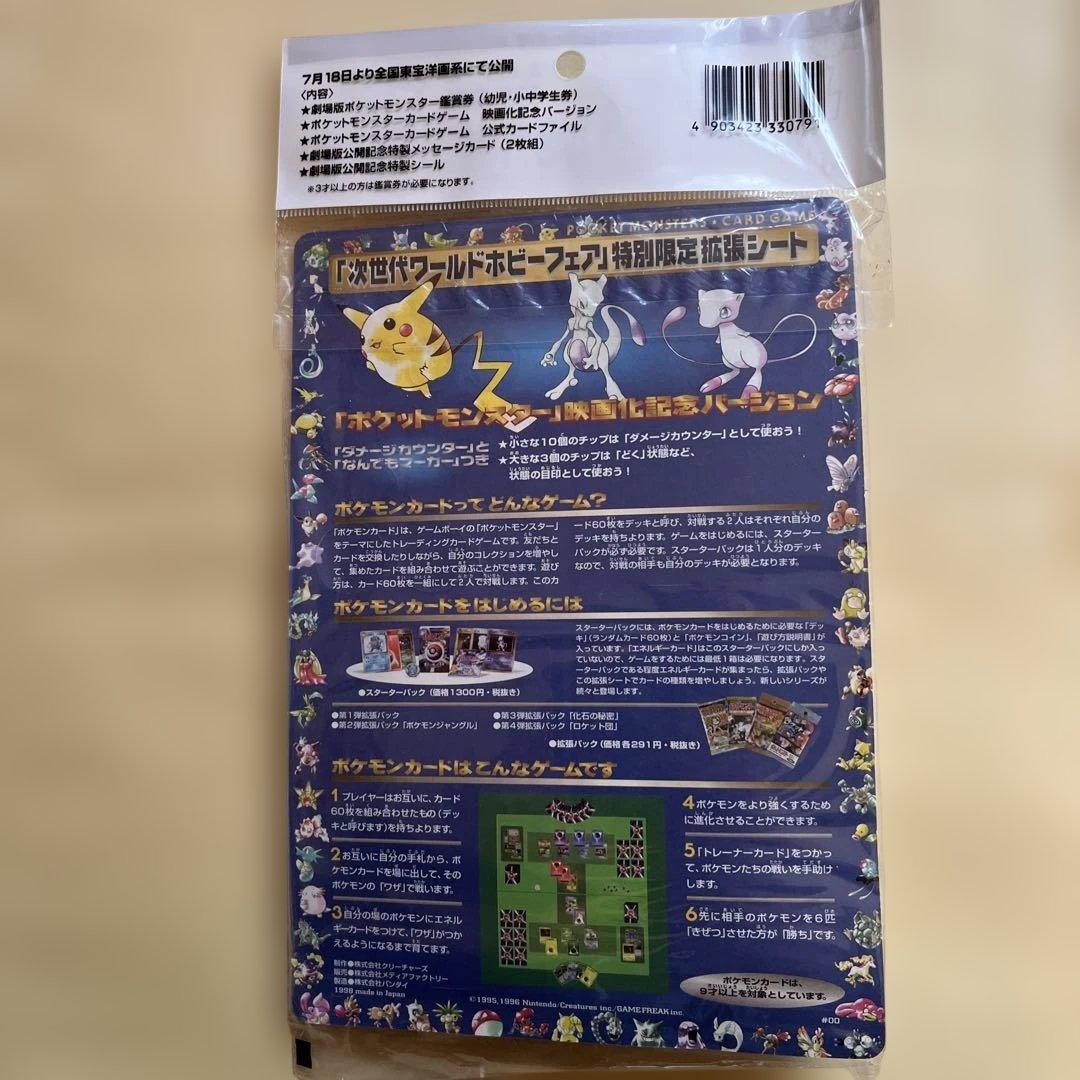 7月18日より全国東宝洋画系にて公開
〈内容〉
★劇場版ポケットモンスター鑑賞券（幼児・小中学生券）
★ポケットモンスターカードゲーム　映画化記念バージョン
★ポケットモンスターカードゲーム　公式カードファイル
★劇場版公開記念特製メッセージカード（2枚組）
★劇場版公開記念特製シール
※3才以上の方は鑑賞券が必要になります。
4 903423 330791
POCKET MONSTERS・CARD GAME
「次世代ワールドホビーフェア」特別限定拡張シート
「ポケットモンスター」映画化記念バージョン
「ダメージカウンター」と
「なんでもマーカー」つき
★小さな10個のチップは「ダメージカウンター」として使おう！
★大きな3個のチップは「どく」状態など、
状態の目印として使おう！
ポケモンカードってどんなゲーム？
「ポケモンカード」は、ゲームボーイの「ポケットモンスター」
をテーマにしたトレーディングカードゲームです。友だちと
カードを交換したりしながら、自分のコレクションを増やし
て、集めたカードを組み合わせて遊ぶことができます。遊び
方は、カード60枚を一組にして2人で対戦します。このカ
ード60枚をデッキと呼び、対戦する2人はそれぞれ自分の
デッキを持ちよります。ゲームをはじめるには、スターター
パックが必ず必要です。スターターパックは1人分のデッキ
なので、対戦の相手も自分のデッキが必要となります。
ポケモンカードをはじめるには
スターターパックには、ポケモンカードをはじめるために必要な「デッ
キ」（ランダムカード60枚）と「ポケモンコイン」、「遊び方説明書」が
入っています。「エネルギーカード」はこのスターターパックにしか入っ
ていないので、ゲームをするためには最低1箱は必要になります。スタ
ーターパックである程度エネルギーカードが集まったら、拡張パックや
この拡張シートでカードの種類を増やしましょう。新しいシリーズが
続々と登場します。
●スターターパック（価格1300円・税抜き）
●第1弾拡張パック
●第2弾拡張パック「ポケモンジャングル」
●第3弾拡張パック「化石の秘密」
●第4弾拡張パック「ロケット団」
●拡張パック（価格各291円・税抜き）
ポケモンカードはこんなゲームです
1 プレイヤーはお互いに、カード
60枚を組み合わせたもの（デッ
キと呼びます）を持ちよります。
2 お互いに自分の手札から、ポ
ケモンカードを場に出して、その
ポケモンの「ワザ」で戦います。
3 自分の場のポケモンにエネル
ギーカードをつけて、「ワザ」がつか
えるようになるまで育てます。
4 ポケモンをより強くするため
に進化させることができます。
5 「トレーナーカード」をつかっ
て、ポケモンたちの戦いを手助け
します。
6 先に相手のポケモンを6匹
「きぜつ」させた方が「勝ち」です。
制作●株式会社クリーチャーズ
販売●株式会社メディアファクトリー
製造●株式会社バンダイ
1998 made in Japan
ポケモンカードは、
9才以上を対象としています。
©1995,1996 Nintendo/Creatures inc./GAMEFREAK inc.
#00